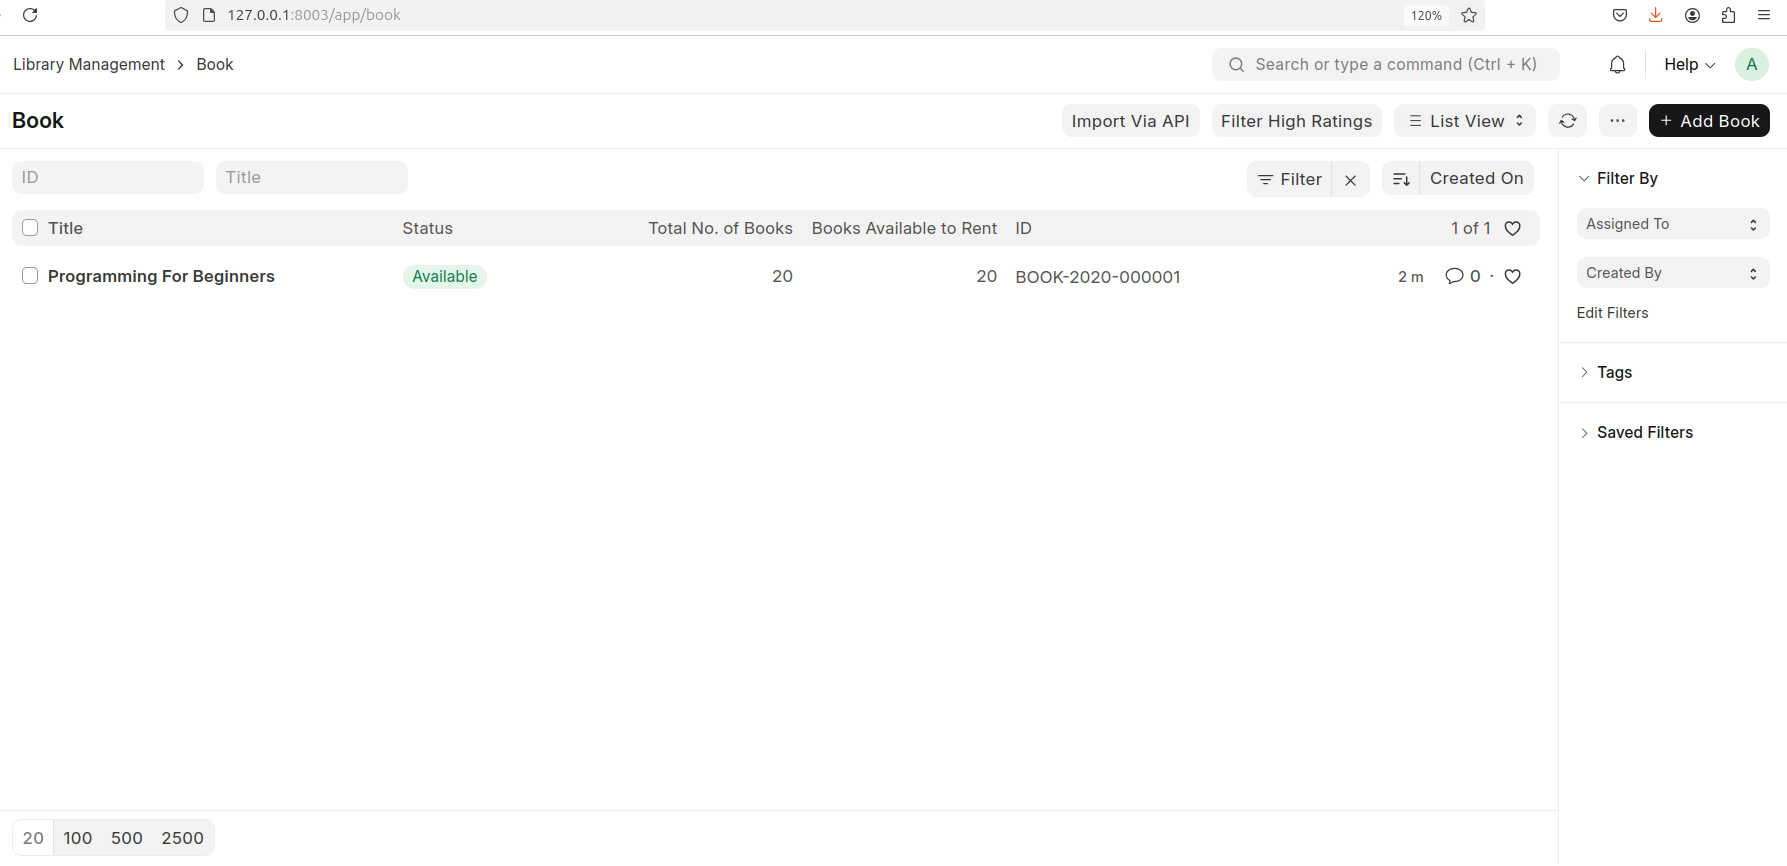 127.0.0.1:8003/app/book
120%
Library Management > Book
Search or type a command (Ctrl + K)
Help
A
Book
Import Via API
Filter High Ratings
List View
···
+ Add Book
ID
Title
Filter
Created On
Filter By
Assigned To
Created By
Edit Filters
Tags
Saved Filters
Title Status Total No. of Books Books Available to Rent ID 1 of 1
Programming For Beginners Available 20 20 BOOK-2020-000001 2 m 0 ·
20 100 500 2500